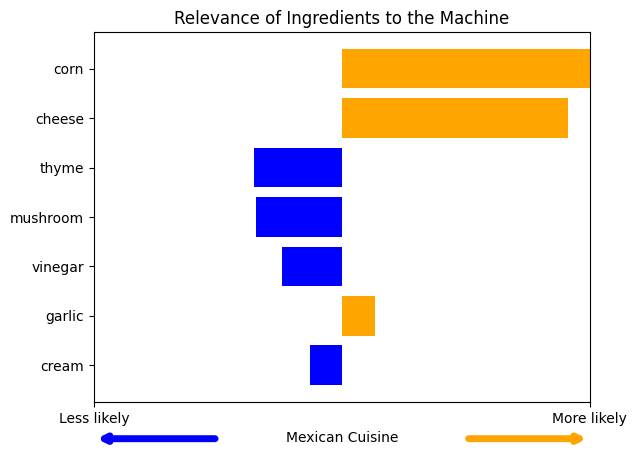 Relevance of Ingredients to the Machine
corn
cheese
thyme
mushroom
vinegar
garlic
cream
Less likely
More likely
Mexican Cuisine